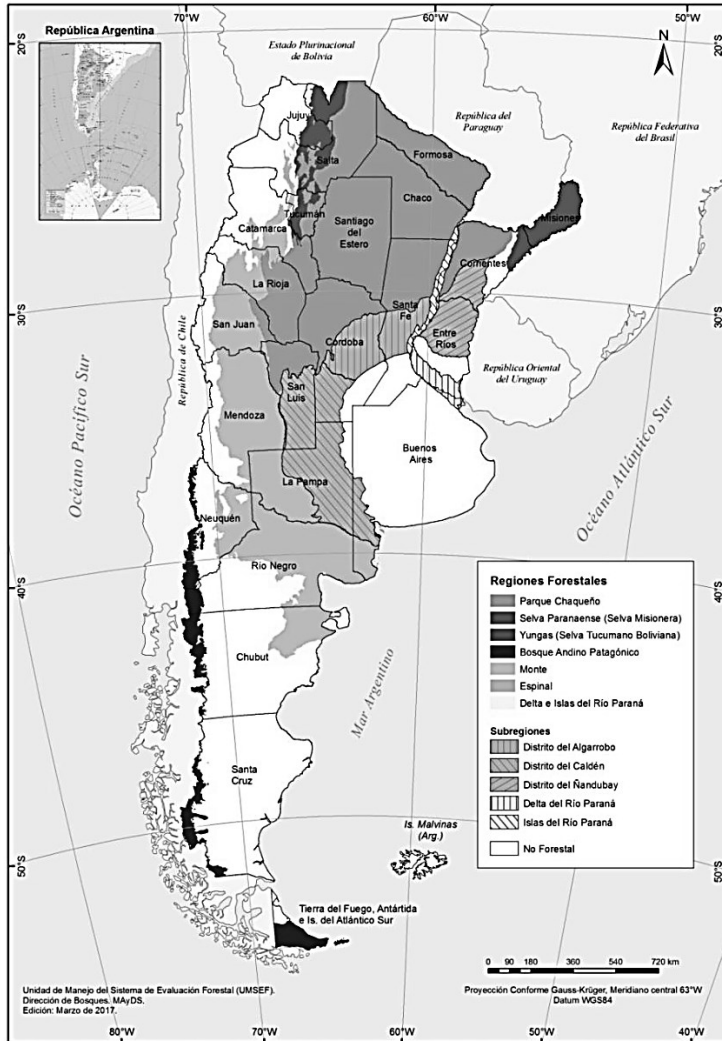 70°W
60°W
50°W
República Argentina
Estado Plurinacional
de Bolivia
N
20°S
20°S
República del
Paraguay
República Federativa
del Brasil
Jujuy
Salta
Formosa
Chaco
Tucumán
Misiones
Santiago
del
Estero
Catamarca
Corrientes
La Rioja
Santa
Fe
30°S
30°S
San Juan
Córdoba
Entre
Ríos
República de Chile
República Oriental
del Uruguay
San
Luis
Mendoza
Buenos
Aires
Océano Pacífico Sur
Océano Atlántico Sur
La Pampa
Neuquén
Rio Negro
40°S
40°S
Chubut
Mar Argentino
Santa
Cruz
Is. Malvinas
(Arg.)
50°S
50°S
Tierra del Fuego, Antártida
e Is. del Atlántico Sur
Regiones Forestales
Parque Chaqueño
Selva Paranaense (Selva Misionera)
Yungas (Selva Tucumano Boliviana)
Bosque Andino Patagónico
Monte
Espinal
Delta e Islas del Río Paraná
Subregiones
Distrito del Algarrobo
Distrito del Caldén
Distrito del Ñandubay
Delta del Río Paraná
Islas del Río Paraná
No Forestal
0 90 180 360 540 720 km
Unidad de Manejo del Sistema de Evaluación Forestal (UMSEF).
Dirección de Bosques. MAyDS.
Edición: Marzo de 2017.
Proyección Conforme Gauss-Krüger, Meridiano central 63°W
Datum WGS84
80°W
70°W
60°W
50°W